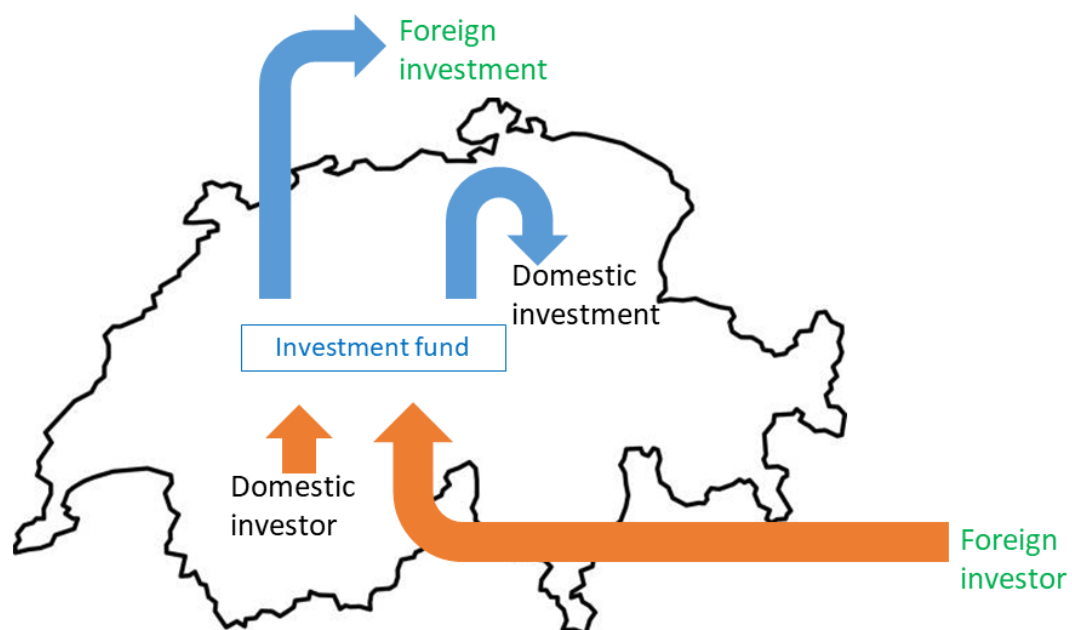 Foreign
investment
Domestic
investment
Investment fund
Domestic
investor
Foreign
investor